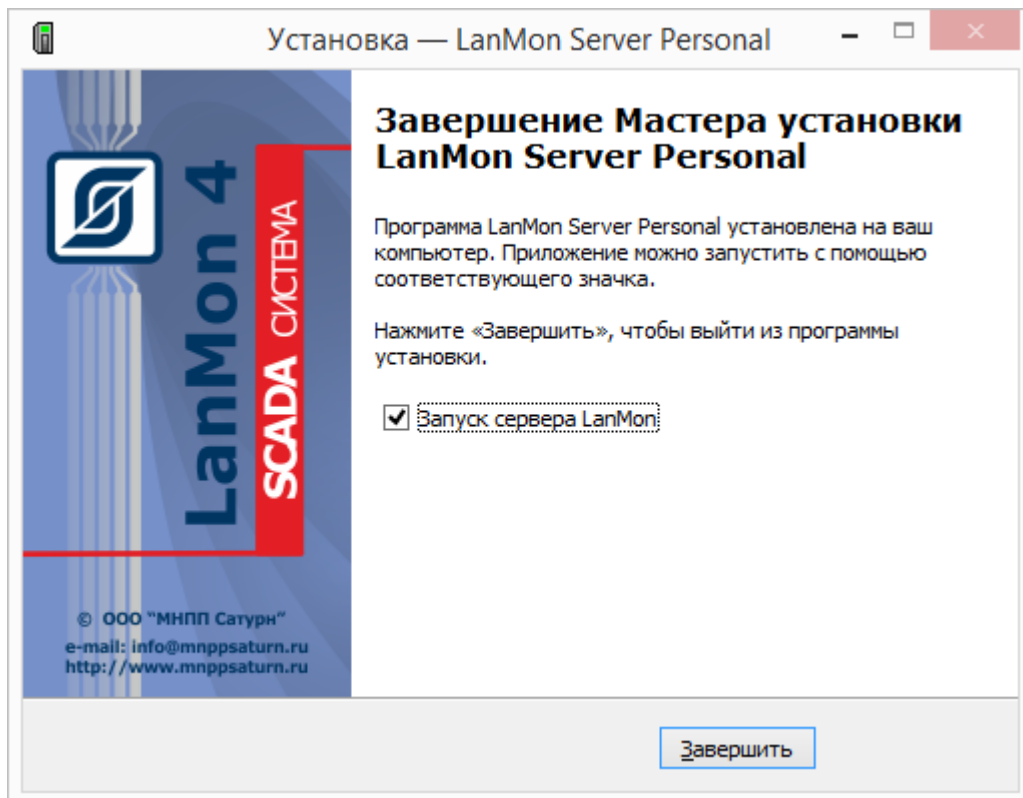 Установка — LanMon Server Personal
LanMon 4
SCADA СИСТЕМА
© ООО "МНПП Сатурн"
e-mail: info@mnppsaturn.ru
http://www.mnppsaturn.ru
Завершение Мастера установки
LanMon Server Personal
Программа LanMon Server Personal установлена на ваш
компьютер. Приложение можно запустить с помощью
соответствующего значка.
Нажмите «Завершить», чтобы выйти из программы
установки.
Запуск сервера LanMon
Завершить